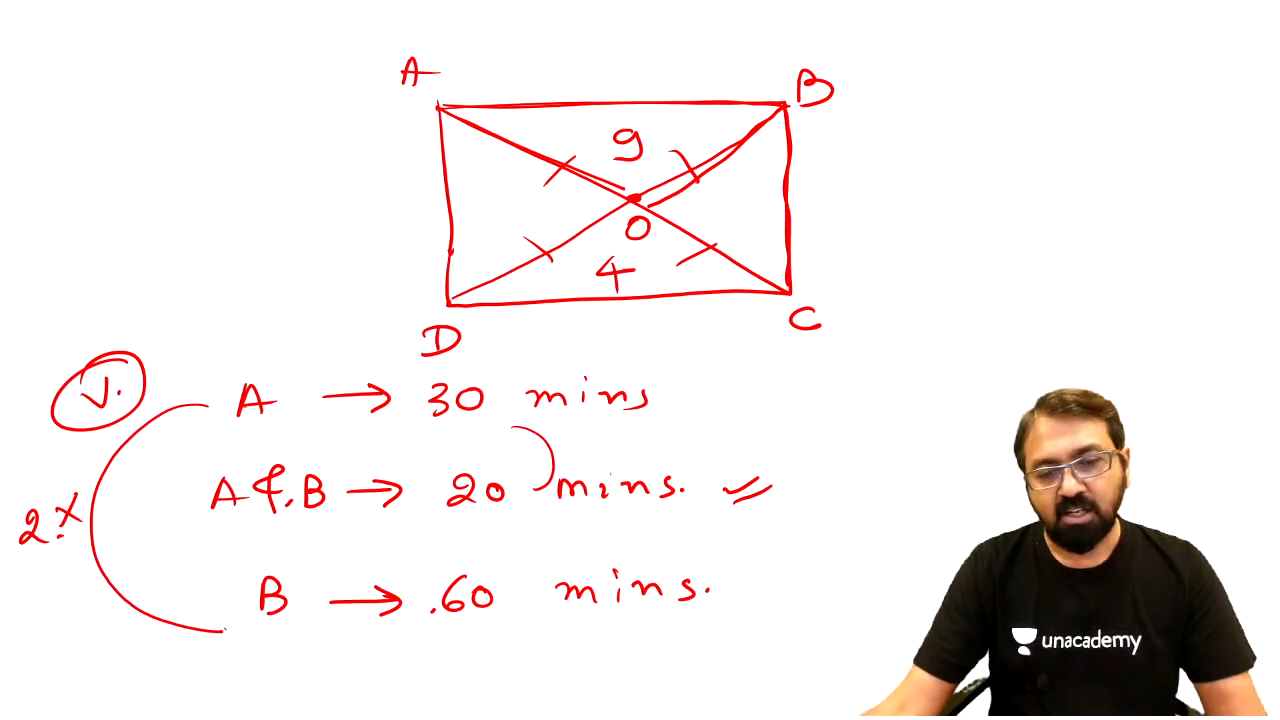 A B
9
O
4
D C
√. A → 30 mins
A & B → 20 mins.
2x
B → .60 mins.
unacademy